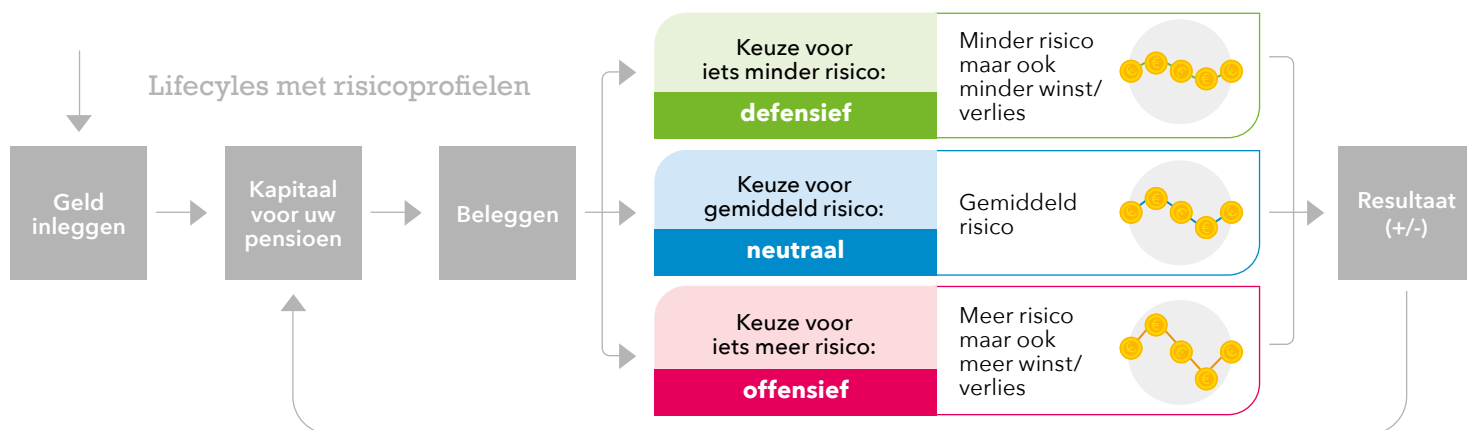 Lifecyles met risicoprofielen
Geld
inleggen
Kapitaal
voor uw
pensioen
Beleggen
Keuze voor
iets minder risico:
defensief
Minder risico
maar ook
minder winst/
verlies
Keuze voor
gemiddeld risico:
neutraal
Gemiddeld
risico
Keuze voor
iets meer risico:
offensief
Meer risico
maar ook
meer winst/
verlies
Resultaat
(+/-)